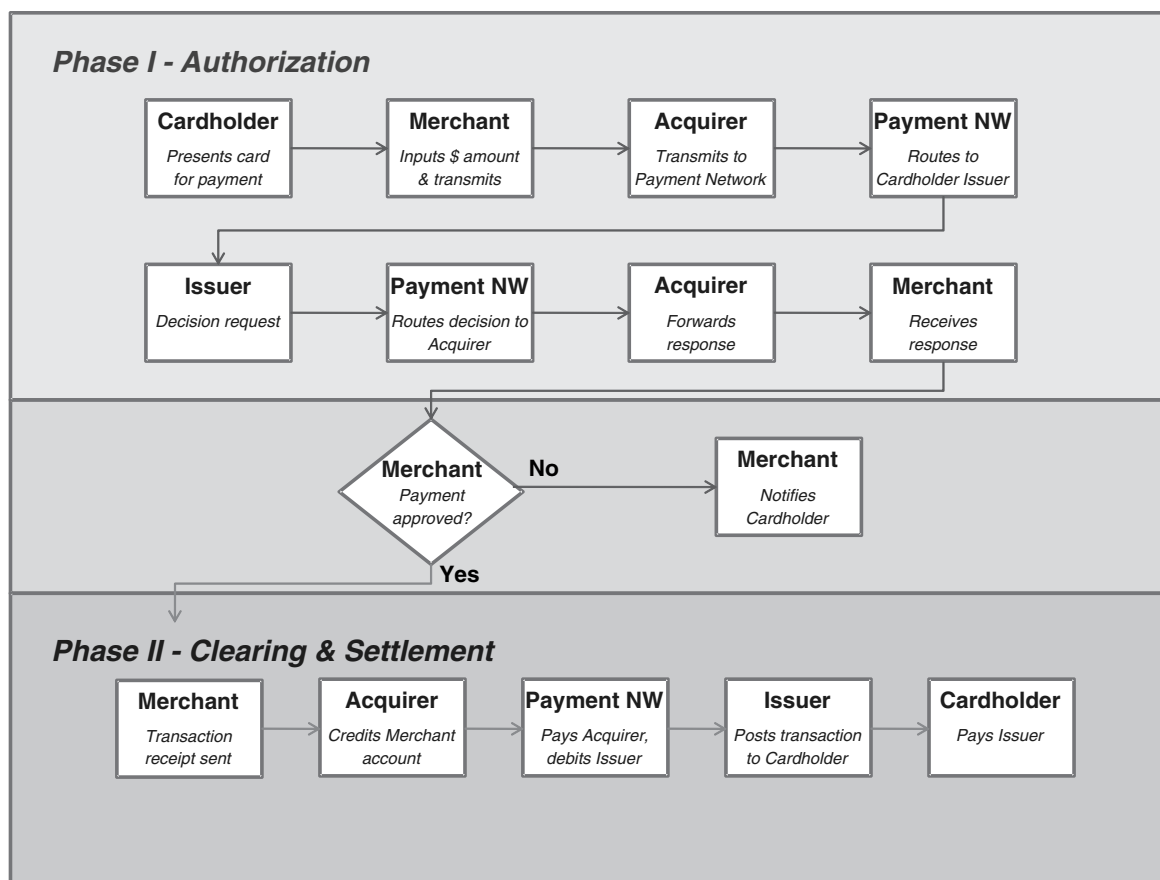 Phase I - Authorization
Cardholder
Presents card
for payment
Merchant
Inputs $ amount
& transmits
Acquirer
Transmits to
Payment Network
Payment NW
Routes to
Cardholder Issuer
Issuer
Decision request
Payment NW
Routes decision to
Acquirer
Acquirer
Forwards
response
Merchant
Receives
response
Merchant
Payment
approved?
No
Merchant
Notifies
Cardholder
Yes
Phase II - Clearing & Settlement
Merchant
Transaction
receipt sent
Acquirer
Credits Merchant
account
Payment NW
Pays Acquirer,
debits Issuer
Issuer
Posts transaction
to Cardholder
Cardholder
Pays Issuer